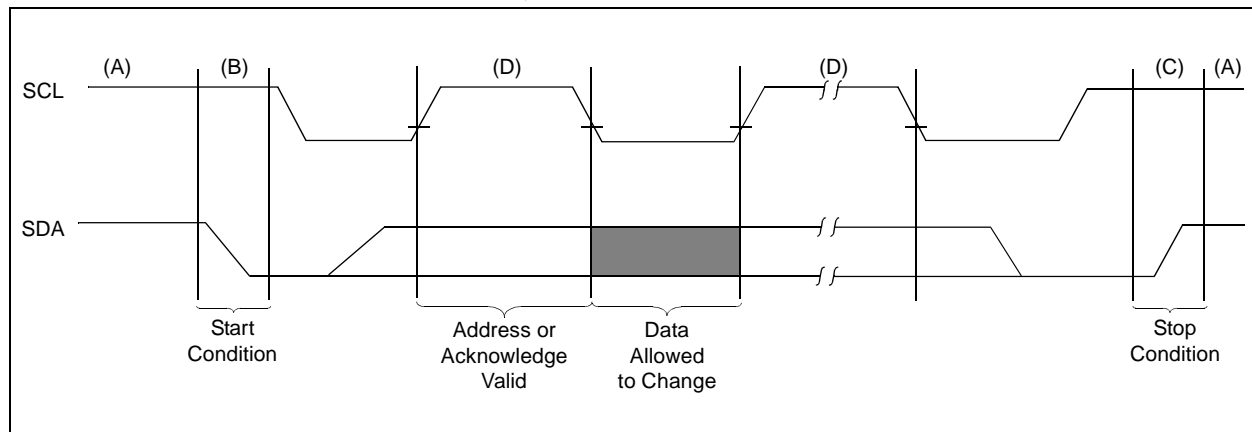 (A) (B) (D) (D) (C) (A)
SCL
SDA
Start
Condition
Address or
Acknowledge
Valid
Data
Allowed
to Change
Stop
Condition